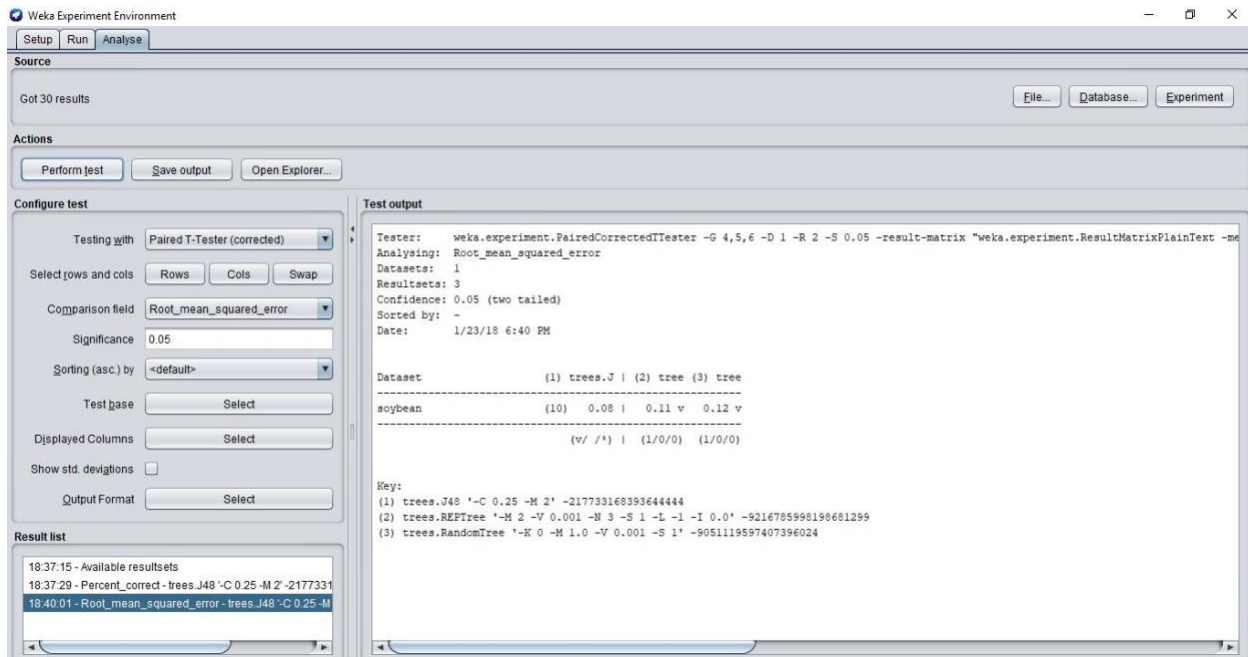 Weka Experiment Environment
Setup Run Analyse
Source
Got 30 results
File... Database... Experiment
Actions
Perform test Save output Open Explorer...
Configure test
Testing with Paired T-Tester (corrected)
Select rows and cols Rows Cols Swap
Comparison field Root_mean_squared_error
Significance 0.05
Sorting (asc.) by <default>
Test base Select
Displayed Columns Select
Show std. deviations
Output Format Select
Result list
18:37:15 - Available resultsets
18:37:29 - Percent_correct - trees.J48 '-C 0.25 -M 2' -2177331
18:40:01 - Root_mean_squared_error - trees.J48 '-C 0.25 -M
Test output
Tester: weka.experiment.PairedCorrectedTTester -G 4,5,6 -D 1 -R 2 -S 0.05 -result-matrix "weka.experiment.ResultMatrixPlainText -me
Analysing: Root_mean_squared_error
Datasets: 1
Resultsets: 3
Confidence: 0.05 (two tailed)
Sorted by: -
Date: 1/23/18 6:40 PM
Dataset (1) trees.J | (2) tree (3) tree
soybean (10) 0.08 | 0.11 v 0.12 v
(v/ /*) | (1/0/0) (1/0/0)
Key:
(1) trees.J48 '-C 0.25 -M 2' -217733168393644444
(2) trees.REPTree '-M 2 -V 0.001 -N 3 -S 1 -L -1 -I 0.0' -9216785998198681299
(3) trees.RandomTree '-K 0 -M 1.0 -V 0.001 -S 1' -9051119597407396024